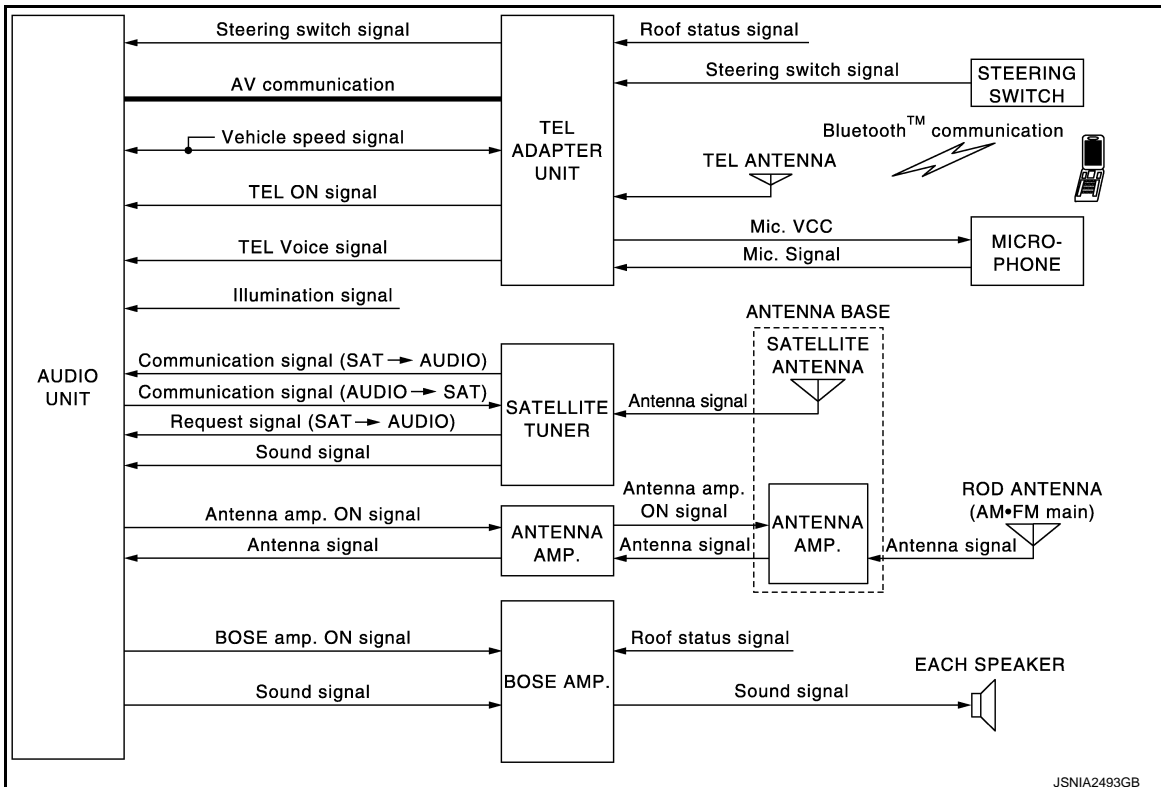 Steering switch signal
Roof status signal
AV communication
Steering switch signal
STEERING
SWITCH
Vehicle speed signal
TEL
ADAPTER
UNIT
Bluetooth™ communication
TEL ANTENNA
TEL ON signal
TEL Voice signal
Mic. VCC
Mic. Signal
MICRO-
PHONE
Illumination signal
ANTENNA BASE
SATELLITE
ANTENNA
AUDIO
UNIT
Communication signal (SAT → AUDIO)
Communication signal (AUDIO → SAT)
Request signal (SAT → AUDIO)
Sound signal
SATELLITE
TUNER
Antenna signal
Antenna amp. ON signal
Antenna signal
ANTENNA
AMP.
Antenna amp.
ON signal
Antenna signal
ANTENNA
AMP.
ROD ANTENNA
(AM•FM main)
Antenna signal
BOSE amp. ON signal
Sound signal
BOSE AMP.
Roof status signal
Sound signal
EACH SPEAKER
JSNIA2493GB